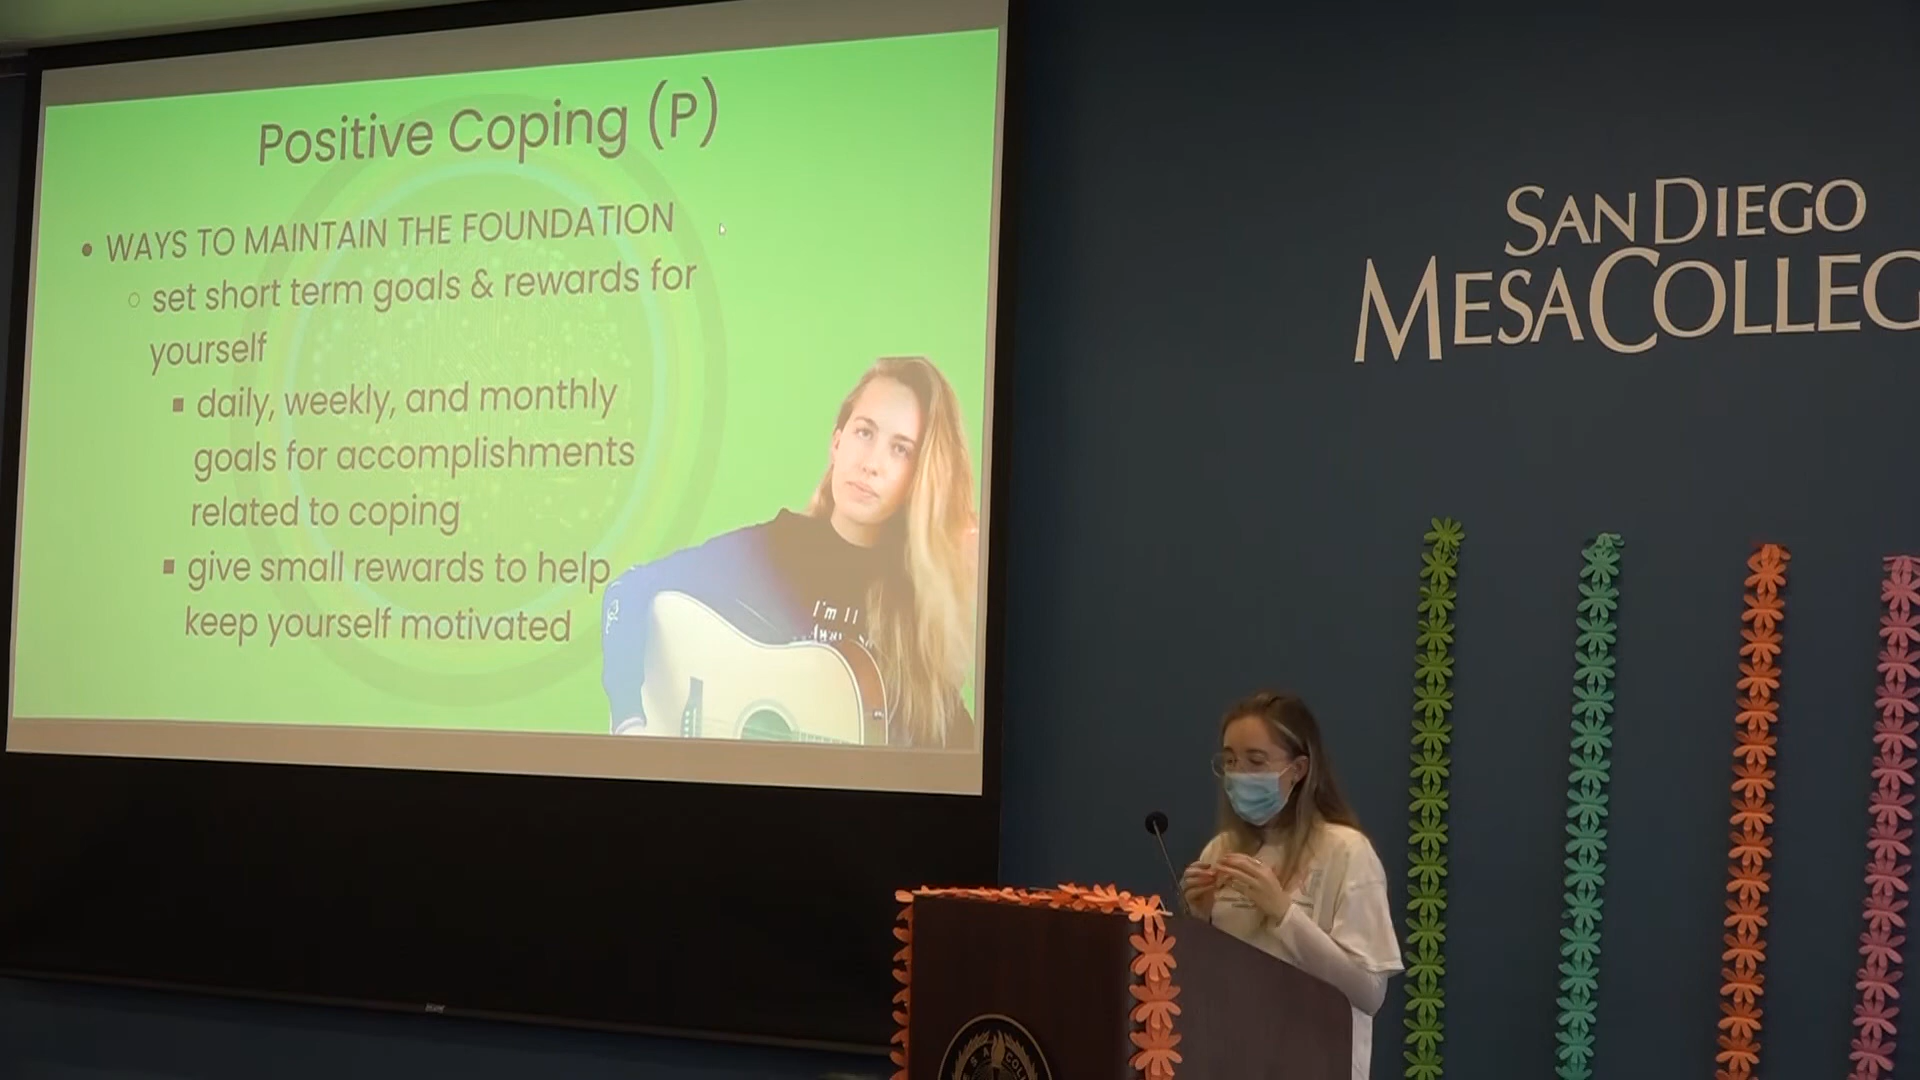 Positive Coping (P)
• WAYS TO MAINTAIN THE FOUNDATION
○ set short term goals & rewards for
yourself
▪ daily, weekly, and monthly
goals for accomplishments
related to coping
▪ give small rewards to help
keep yourself motivated
I'm
SAN DIEGO
MESA COLLEG